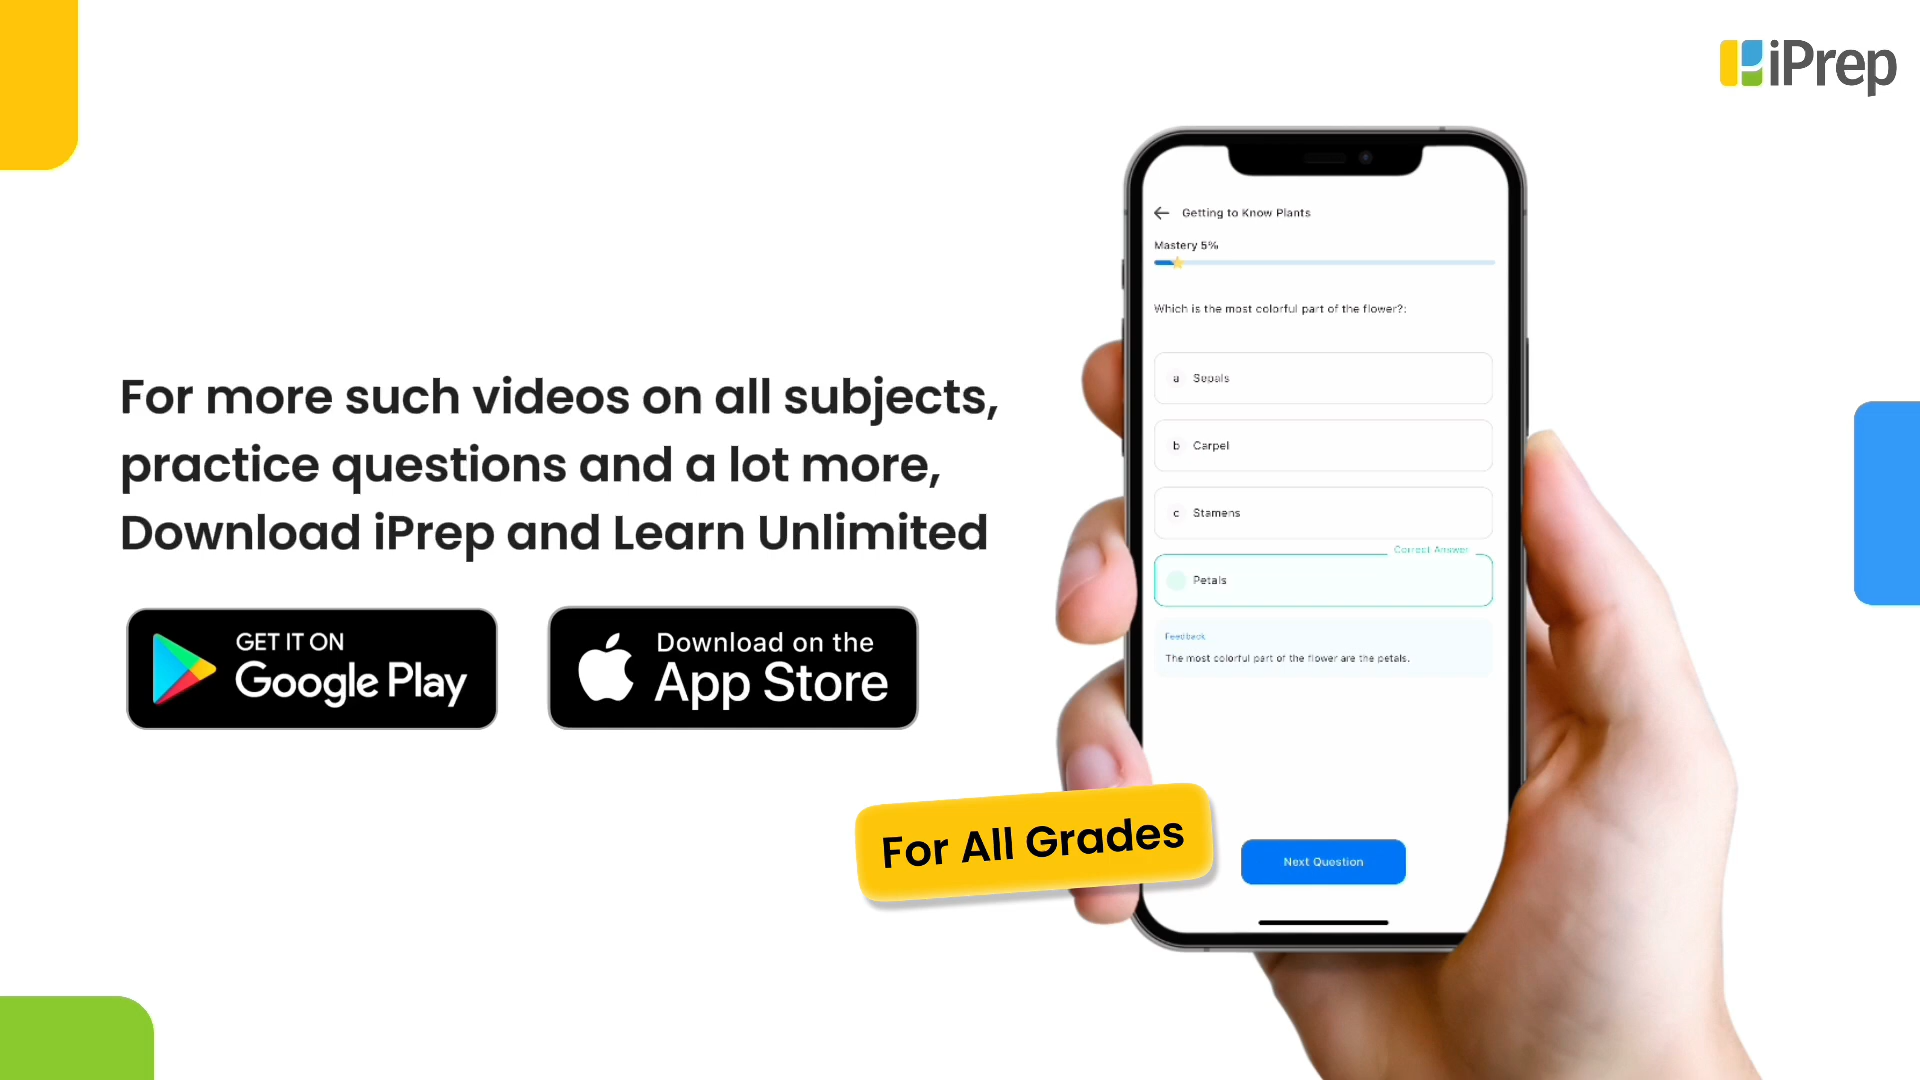 iPrep
For more such videos on all subjects,
practice questions and a lot more,
Download iPrep and Learn Unlimited
GET IT ON
Google Play
Download on the
App Store
For All Grades
Getting to Know Plants
Mastery 5%
Which is the most colorful part of the flower?:
a Sepals
b Carpel
c Stamens
Correct Answer
Petals
Feedback
The most colorful part of the flower are the petals.
Next Question